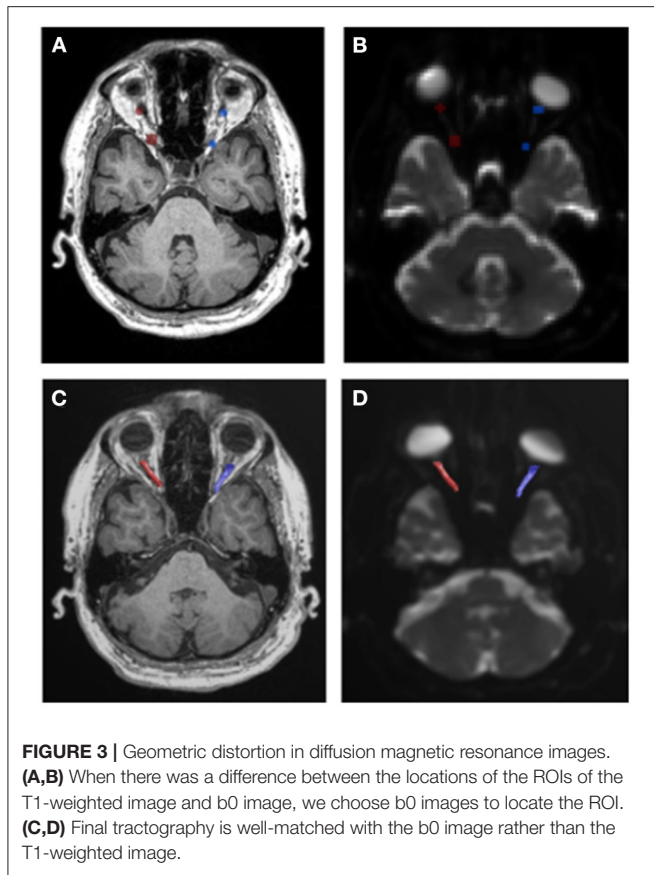 A
B
C
D
FIGURE 3 | Geometric distortion in diffusion magnetic resonance images.
(A,B) When there was a difference between the locations of the ROIs of the
T1-weighted image and b0 image, we choose b0 images to locate the ROI.
(C,D) Final tractography is well-matched with the b0 image rather than the
T1-weighted image.